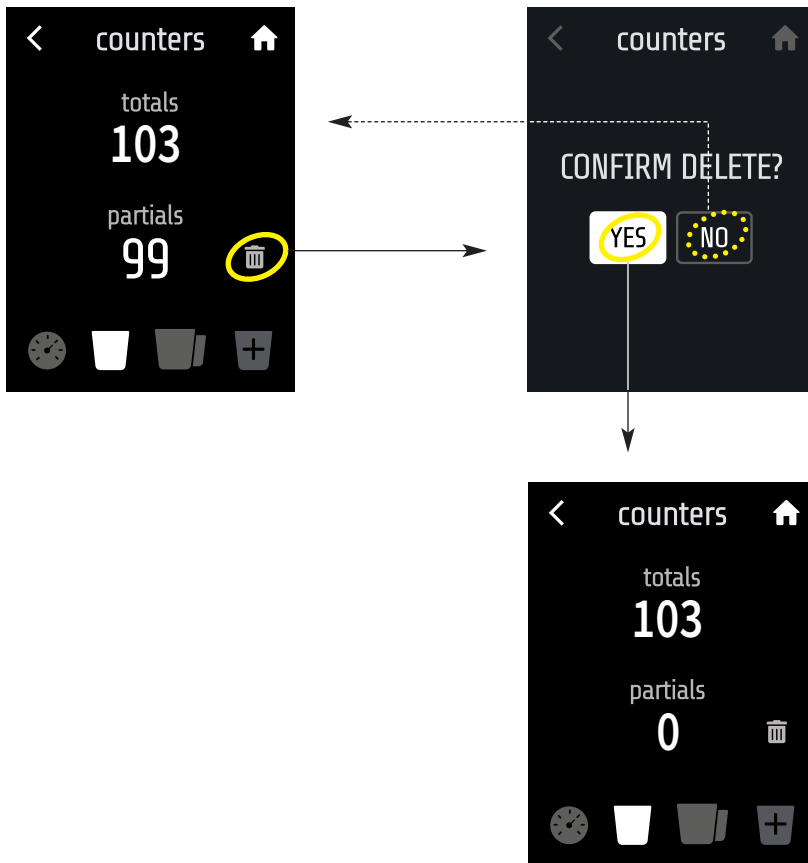 counters
totals
103
partials
99
counters
CONFIRM DELETE?
YES
NO
counters
totals
103
partials
0